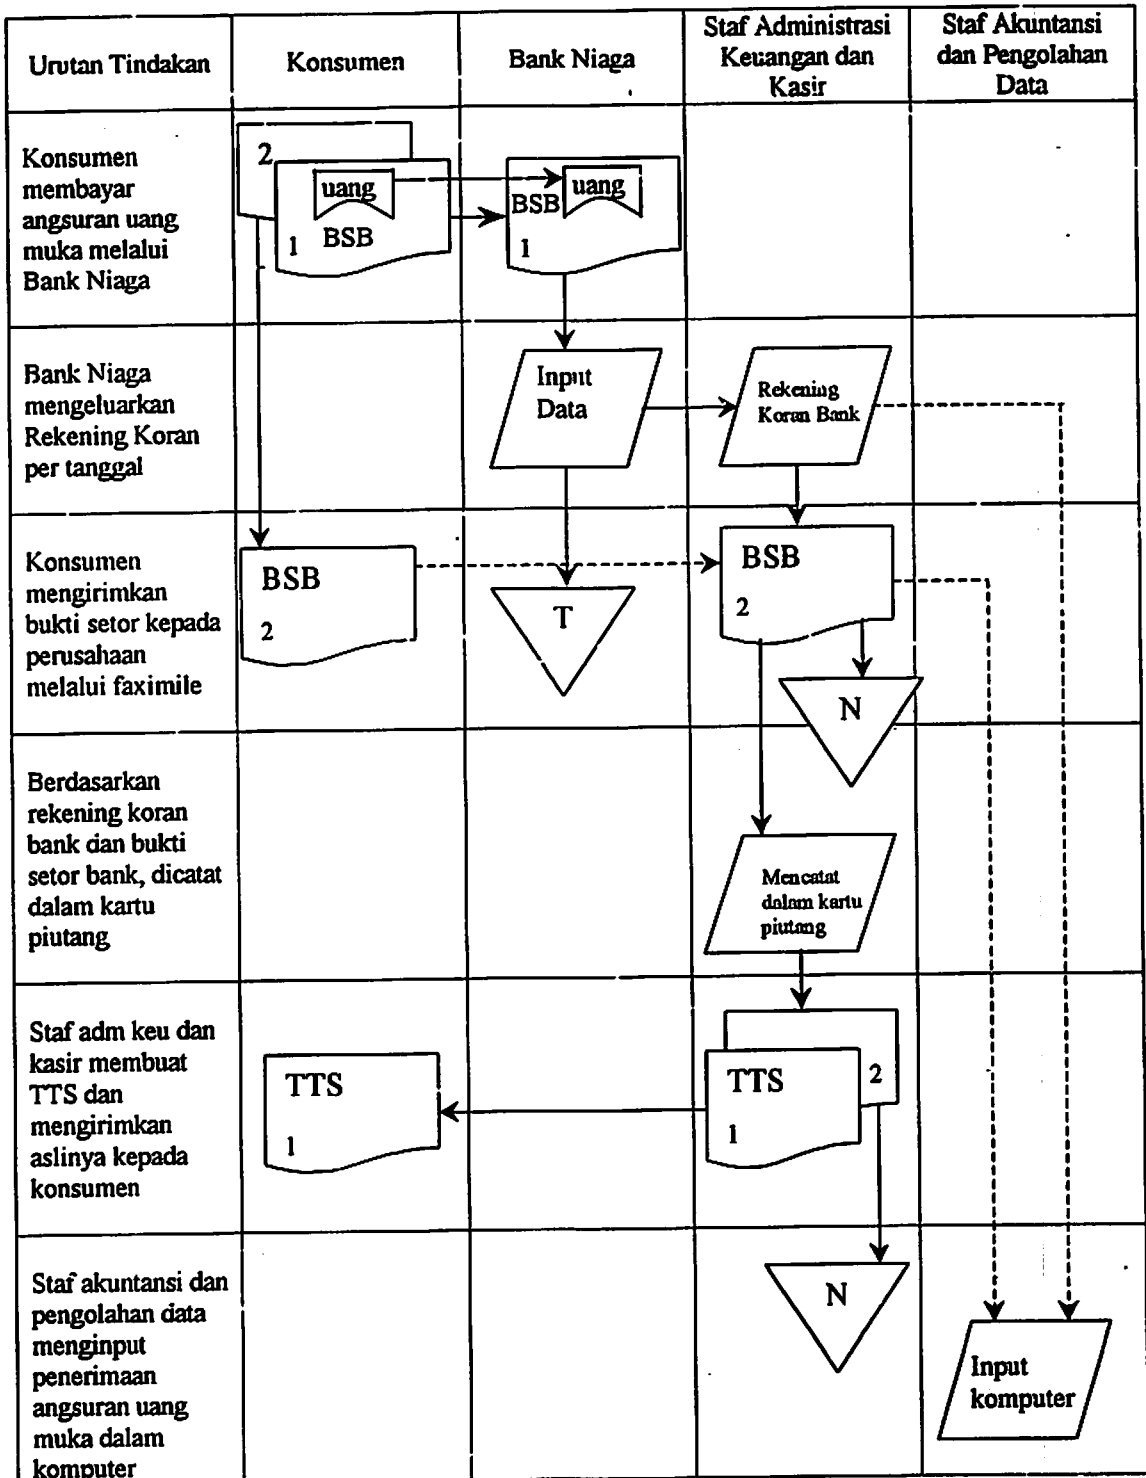 Urutan Tindakan
Konsumen
Bank Niaga
Staf Administrasi
Keuangan dan
Kasir
Staf Akuntansi
dan Pengolahan
Data
Konsumen
membayar
angsuran uang
muka melalui
Bank Niaga
2
uang
BSB
1
uang
BSB
1
Bank Niaga
mengeluarkan
Rekening Koran
per tanggal
Input
Data
Rekening
Koran Bank
Konsumen
mengirimkan
bukti setor kepada
perusahaan
melalui faximile
BSB
2
T
BSB
2
N
Berdasarkan
rekening koran
bank dan bukti
setor bank, dicatat
dalam kartu
piutang
Mencatat
dalam kartu
piutang
Staf adm keu dan
kasir membuat
TTS dan
mengirimkan
aslinya kepada
konsumen
TTS
1
TTS
1
2
Staf akuntansi dan
pengolahan data
menginput
penerimaan
angsuran uang
muka dalam
komputer
N
Input
komputer